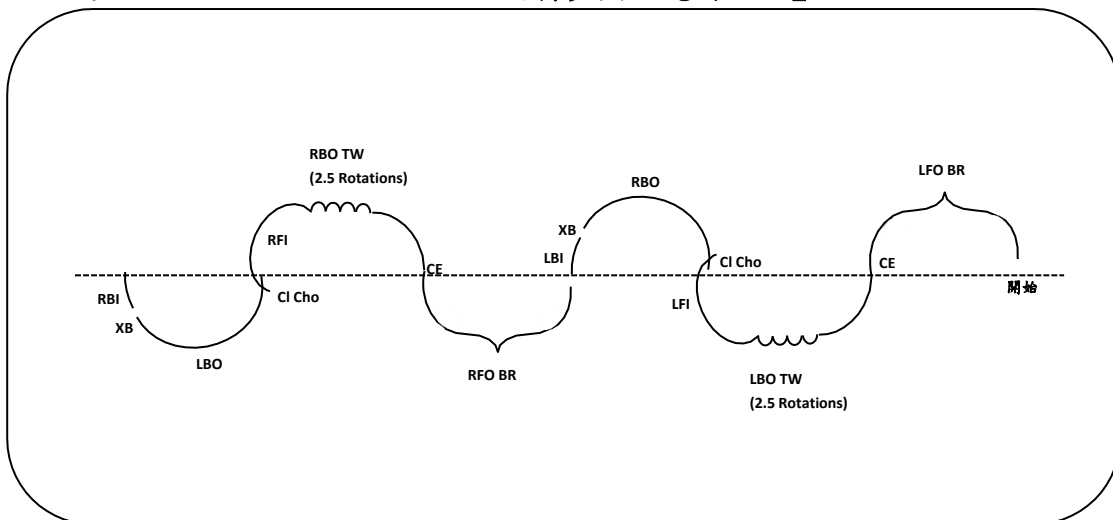 RBO TW
(2.5 Rotations)
RBO
LFO BR
RFI
XB
LBI
CE
Cl Cho
CE
RBI
Cl Cho
LFI
開始
XB
LBO
RFO BR
LBO TW
(2.5 Rotations)